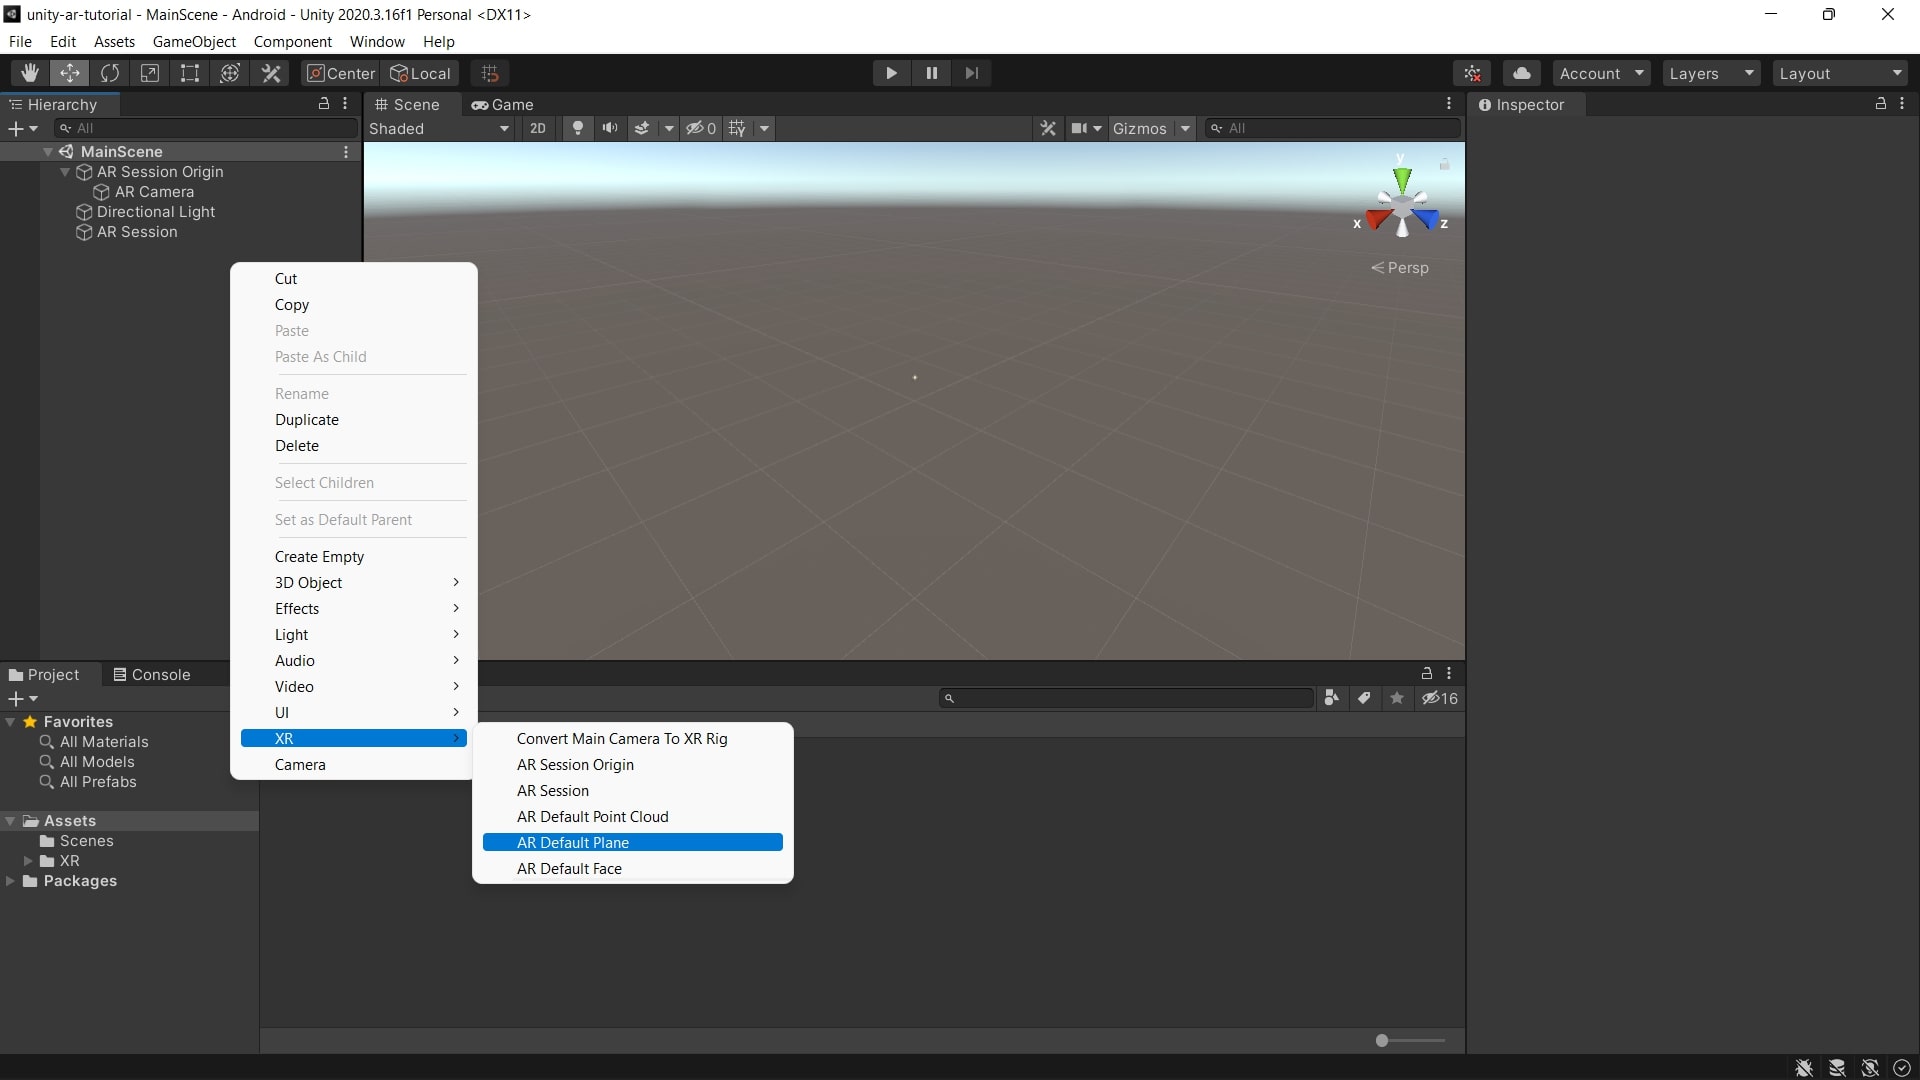 unity-ar-tutorial - MainScene - Android - Unity 2020.3.16f1 Personal <DX11>
File Edit Assets GameObject Component Window Help
Center Local Account Layers Layout
Hierarchy
All
MainScene
AR Session Origin
AR Camera
Directional Light
AR Session
Scene Game
Shaded 2D 0 Gizmos All
y
x z
Persp
Inspector
Cut
Copy
Paste
Paste As Child
Rename
Duplicate
Delete
Select Children
Set as Default Parent
Create Empty
3D Object
Effects
Light
Audio
Video
UI
XR
Camera
Convert Main Camera To XR Rig
AR Session Origin
AR Session
AR Default Point Cloud
AR Default Plane
AR Default Face
Project Console
16
Favorites
All Materials
All Models
All Prefabs
Assets
Scenes
XR
Packages